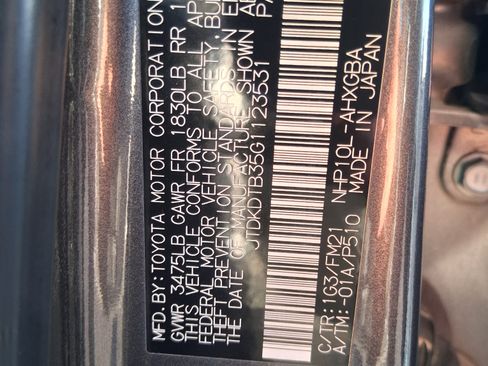 MFD.BY: TOYOTA MOTOR CORPORATION
GVWR 3475LB GAWR FR 1830LB RR
THIS VEHICLE CONFORMS TO ALL AP
FEDERAL MOTOR VEHICLE SAFETY, BU
THEFT PREVENTION STANDARDS IN E
THE DATE OF MANUFACTURE SHOWN A
JTDKDTB35G1123531 P
C/TR: 1G3/FM21 NHP10L-AHXGBA
A/TM: -01A/P510 MADE IN JAPAN